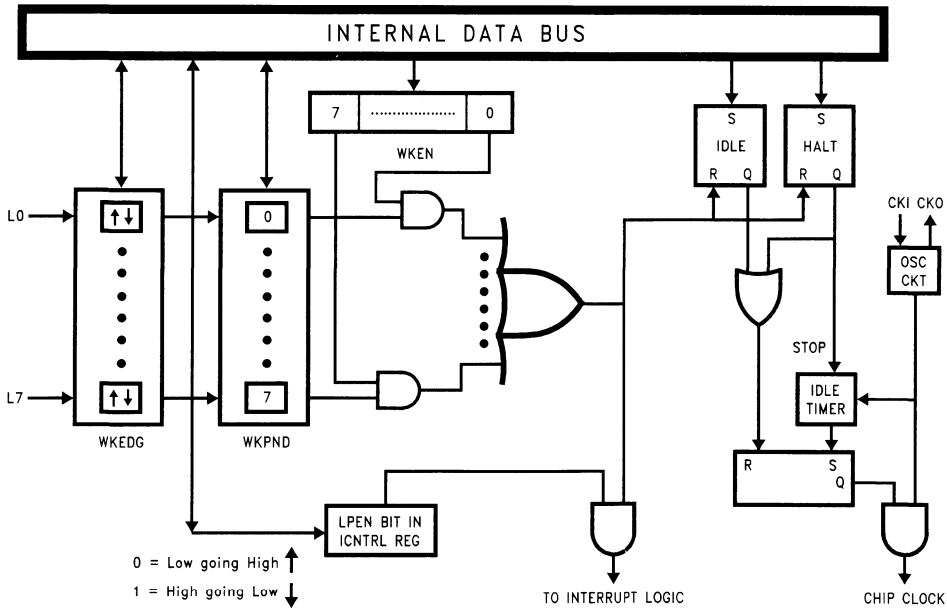 INTERNAL DATA BUS
7 .................... 0
WKEN
S
IDLE
R Q
S
HALT
R Q
CKI CKO
OSC
CKT
L0
↑↓
0
L7
↑↓
7
WKEDG
WKPND
STOP
IDLE
TIMER
R S
Q
LPEN BIT IN
ICNTRL REG
0 = Low going High ↑
1 = High going Low ↓
TO INTERRUPT LOGIC
CHIP CLOCK